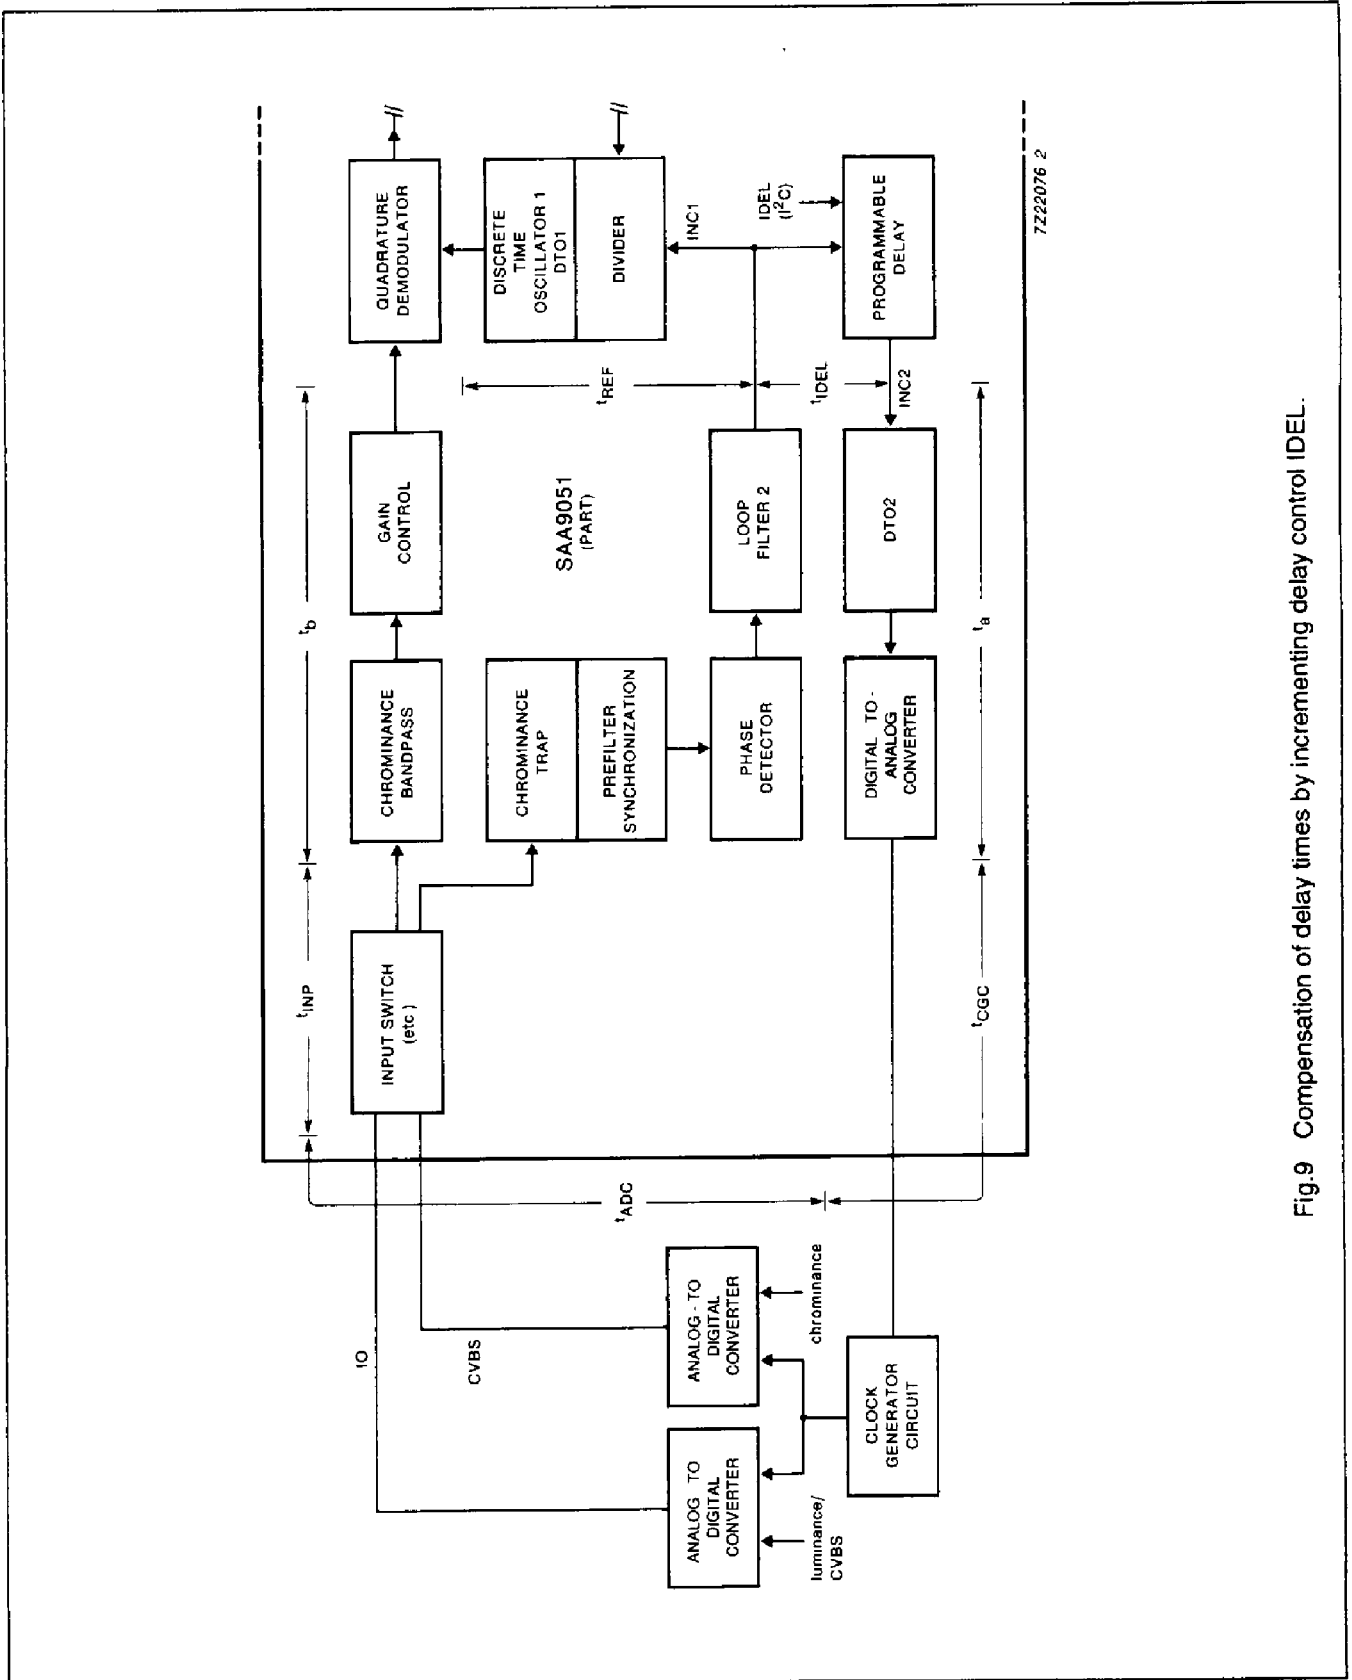 IO
CVBS
ANALOG TO
DIGITAL
CONVERTER
ANALOG - TO
DIGITAL
CONVERTER
luminance/
CVBS
chrominance
CLOCK
GENERATOR
CIRCUIT
tADC
tINP
tb
tCGC
ta
INPUT SWITCH
(etc )
CHROMINANCE
BANDPASS
GAIN
CONTROL
QUADRATURE
DEMODULATOR
CHROMINANCE
TRAP
PREFILTER
SYNCHRONIZATION
SAA9051
(PART)
tREF
DISCRETE
TIME
OSCILLATOR 1
DTO1
DIVIDER
PHASE
DETECTOR
LOOP
FILTER 2
tIDEL
INC1
IDEL
(I²C)
DIGITAL TO -
ANALOG
CONVERTER
DTO2
INC2
PROGRAMMABLE
DELAY
7Z22076 2
Fig.9 Compensation of delay times by incrementing delay control IDEL.